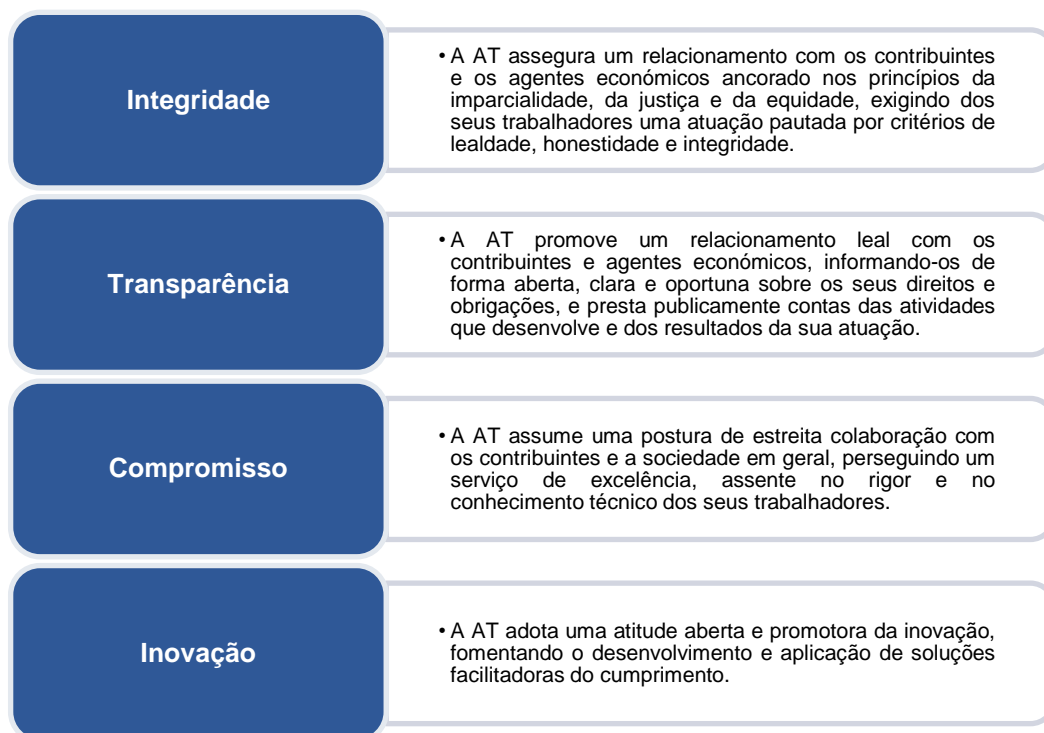 Integridade
• A AT assegura um relacionamento com os contribuintes
e os agentes económicos ancorado nos princípios da
imparcialidade, da justiça e da equidade, exigindo dos
seus trabalhadores uma atuação pautada por critérios de
lealdade, honestidade e integridade.
Transparência
• A AT promove um relacionamento leal com os
contribuintes e agentes económicos, informando-os de
forma aberta, clara e oportuna sobre os seus direitos e
obrigações, e presta publicamente contas das atividades
que desenvolve e dos resultados da sua atuação.
Compromisso
• A AT assume uma postura de estreita colaboração com
os contribuintes e a sociedade em geral, perseguindo um
serviço de excelência, assente no rigor e no
conhecimento técnico dos seus trabalhadores.
Inovação
• A AT adota uma atitude aberta e promotora da inovação,
fomentando o desenvolvimento e aplicação de soluções
facilitadoras do cumprimento.